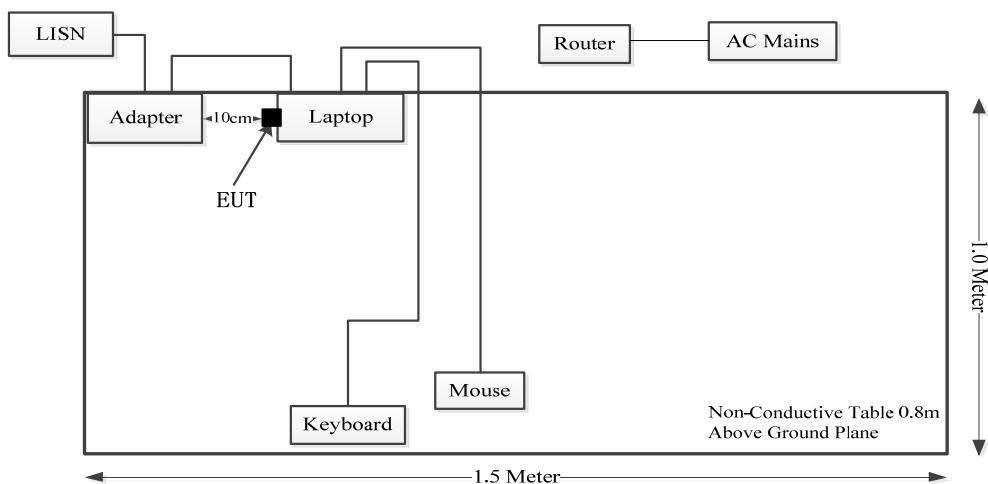 LISN
Router
AC Mains
Adapter
10cm
Laptop
EUT
1.0 Meter
Mouse
Keyboard
Non-Conductive Table 0.8m
Above Ground Plane
1.5 Meter